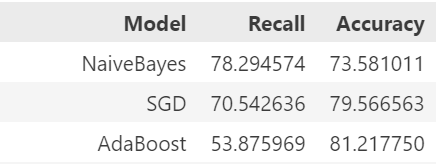 Model Recall Accuracy
NaiveBayes 78.294574 73.581011
SGD 70.542636 79.566563
AdaBoost 53.875969 81.217750